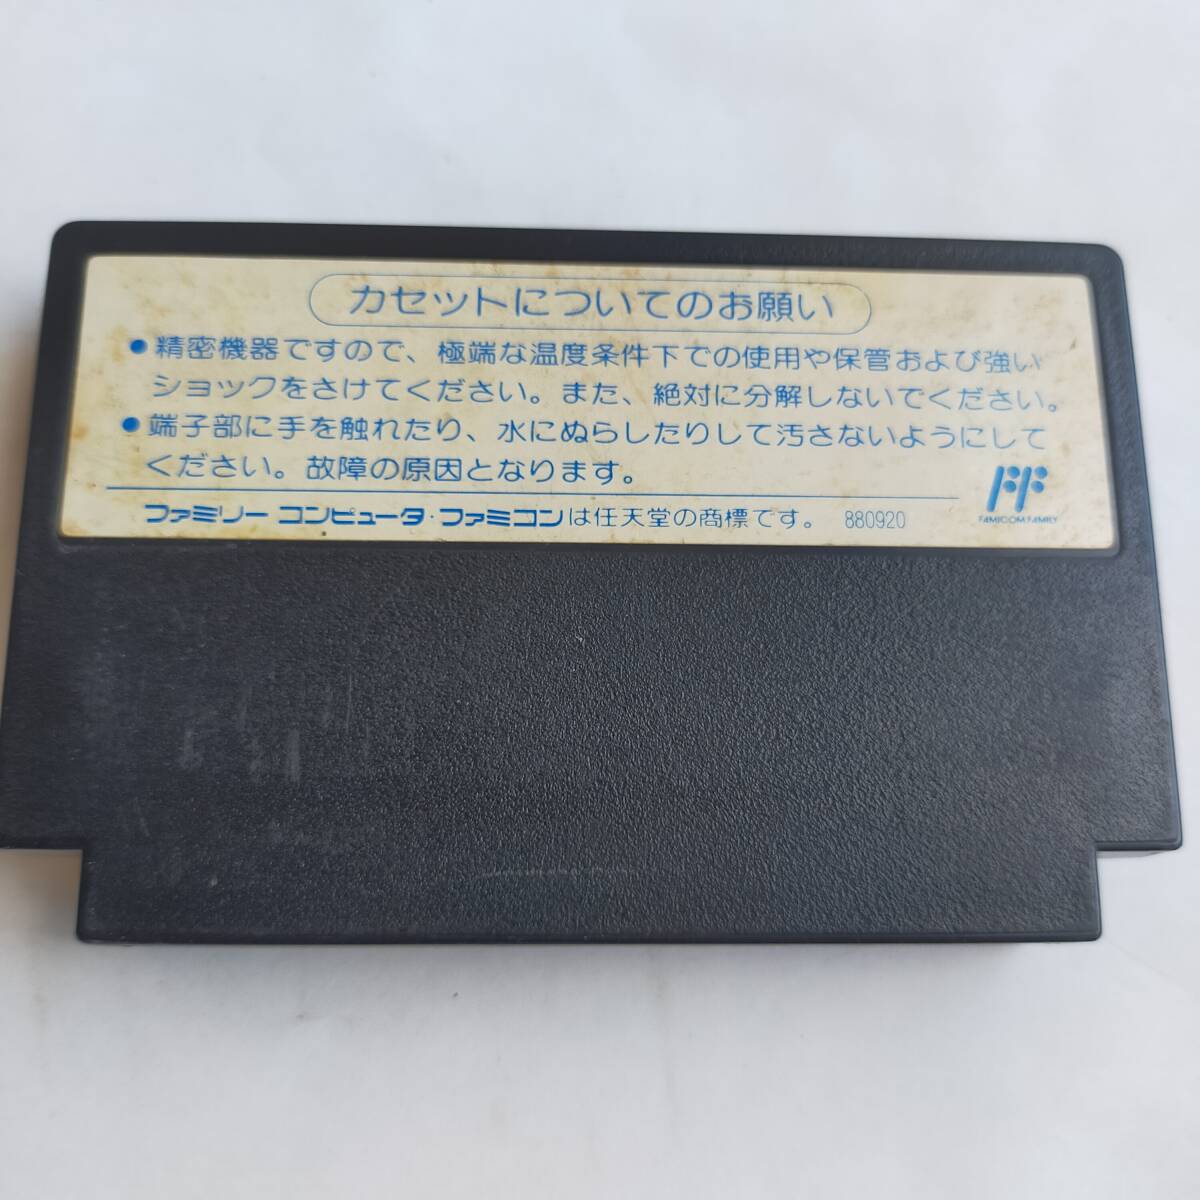 カセットについてのお願い
●精密機器ですので、極端な温度条件下での使用や保管および強い
ショックをさけてください。また、絶対に分解しないでください。
●端子部に手を触れたり、水にぬらしたりして汚さないようにして
ください。故障の原因となります。
FF
FAMICOM FAMILY
ファミリー コンピュータ・ファミコンは任天堂の商標です。 880920